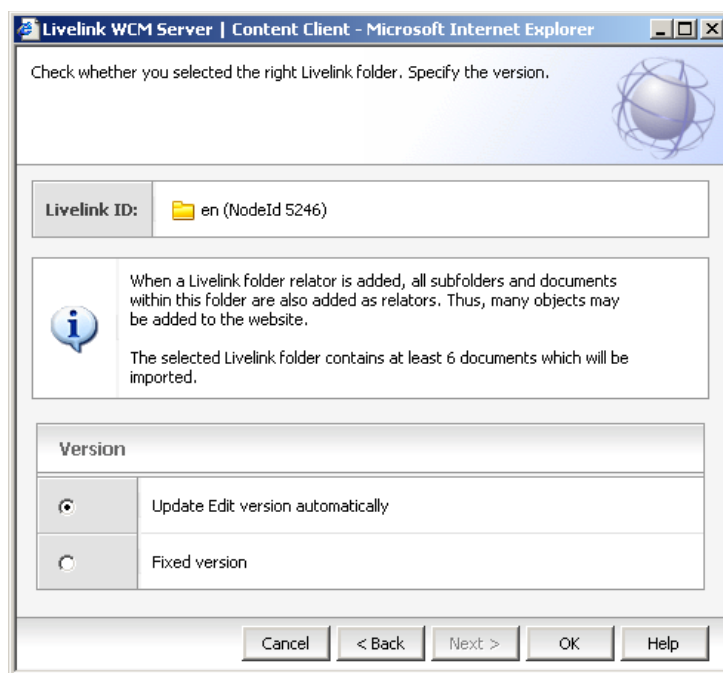 Livelink WCM Server | Content Client - Microsoft Internet Explorer
Check whether you selected the right Livelink folder. Specify the version.
Livelink ID: en (NodeId 5246)
When a Livelink folder relator is added, all subfolders and documents
within this folder are also added as relators. Thus, many objects may
be added to the website.
The selected Livelink folder contains at least 6 documents which will be
imported.
Version
Update Edit version automatically
Fixed version
Cancel < Back Next > OK Help